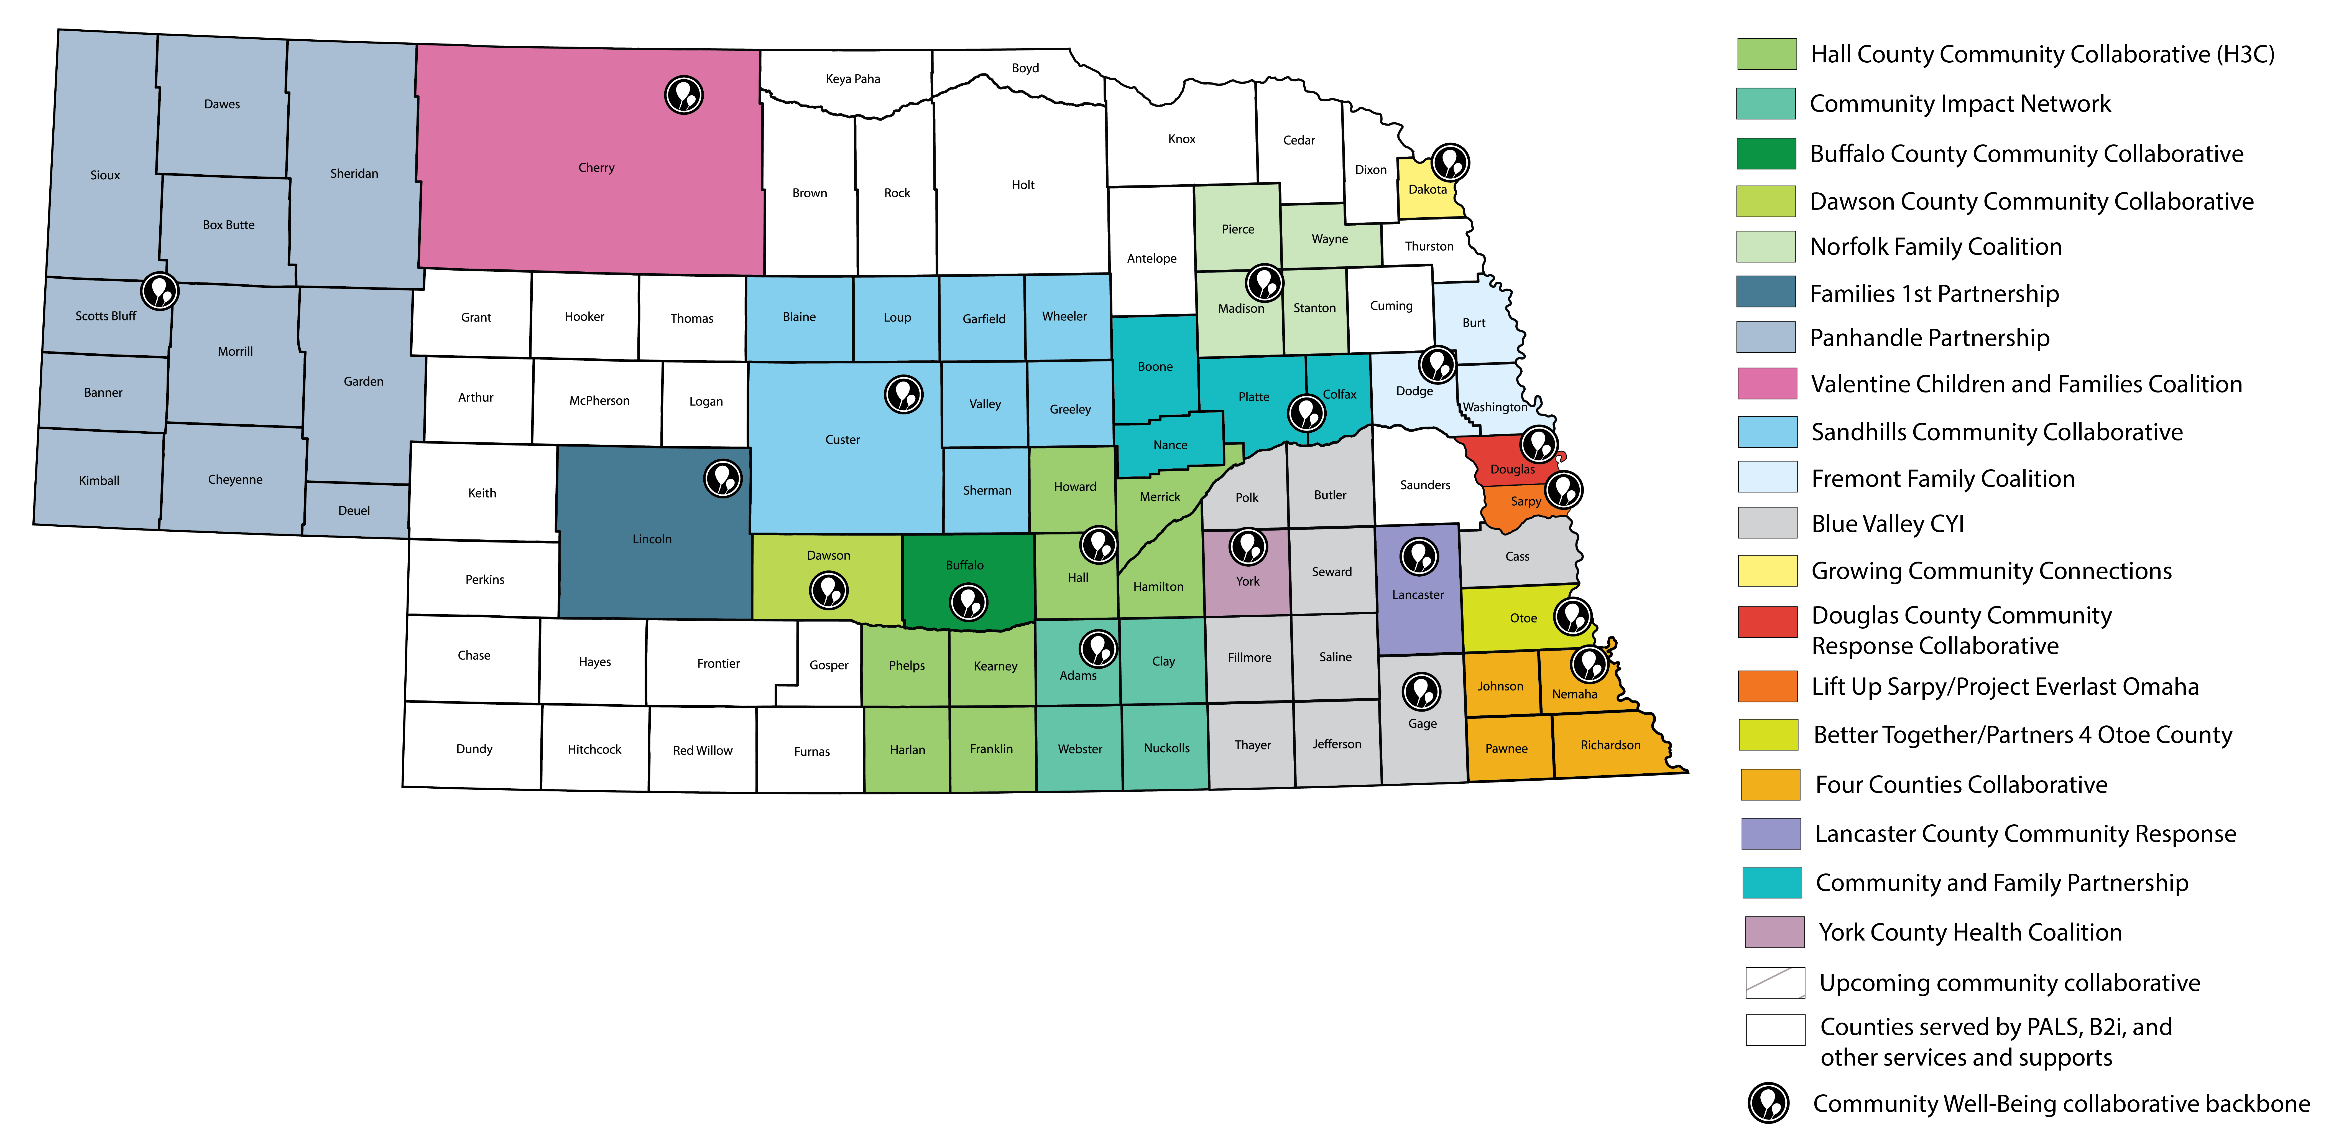 Keya Paha
Boyd
Dawes
Knox
Cedar
Sioux
Sheridan
Cherry
Dixon
Dakota
Brown
Rock
Holt
Box Butte
Pierce
Wayne
Thurston
Antelope
Scotts Bluff
Grant
Hooker
Thomas
Blaine
Loup
Garfield
Wheeler
Madison
Stanton
Cuming
Burt
Morrill
Garden
Boone
Banner
Arthur
McPherson
Logan
Valley
Greeley
Platte
Colfax
Dodge
Washington
Custer
Nance
Kimball
Cheyenne
Keith
Sherman
Howard
Merrick
Polk
Butler
Saunders
Douglas
Sarpy
Deuel
Lincoln
Dawson
Buffalo
Hall
Hamilton
York
Seward
Lancaster
Cass
Perkins
Otoe
Chase
Hayes
Frontier
Gosper
Phelps
Kearney
Adams
Clay
Fillmore
Saline
Johnson
Nemaha
Gage
Dundy
Hitchcock
Red Willow
Furnas
Harlan
Franklin
Webster
Nuckolls
Thayer
Jefferson
Pawnee
Richardson
Hall County Community Collaborative (H3C)
Community Impact Network
Buffalo County Community Collaborative
Dawson County Community Collaborative
Norfolk Family Coalition
Families 1st Partnership
Panhandle Partnership
Valentine Children and Families Coalition
Sandhills Community Collaborative
Fremont Family Coalition
Blue Valley CYI
Growing Community Connections
Douglas County Community
Response Collaborative
Lift Up Sarpy/Project Everlast Omaha
Better Together/Partners 4 Otoe County
Four Counties Collaborative
Lancaster County Community Response
Community and Family Partnership
York County Health Coalition
Upcoming community collaborative
Counties served by PALS, B2i, and
other services and supports
Community Well-Being collaborative backbone